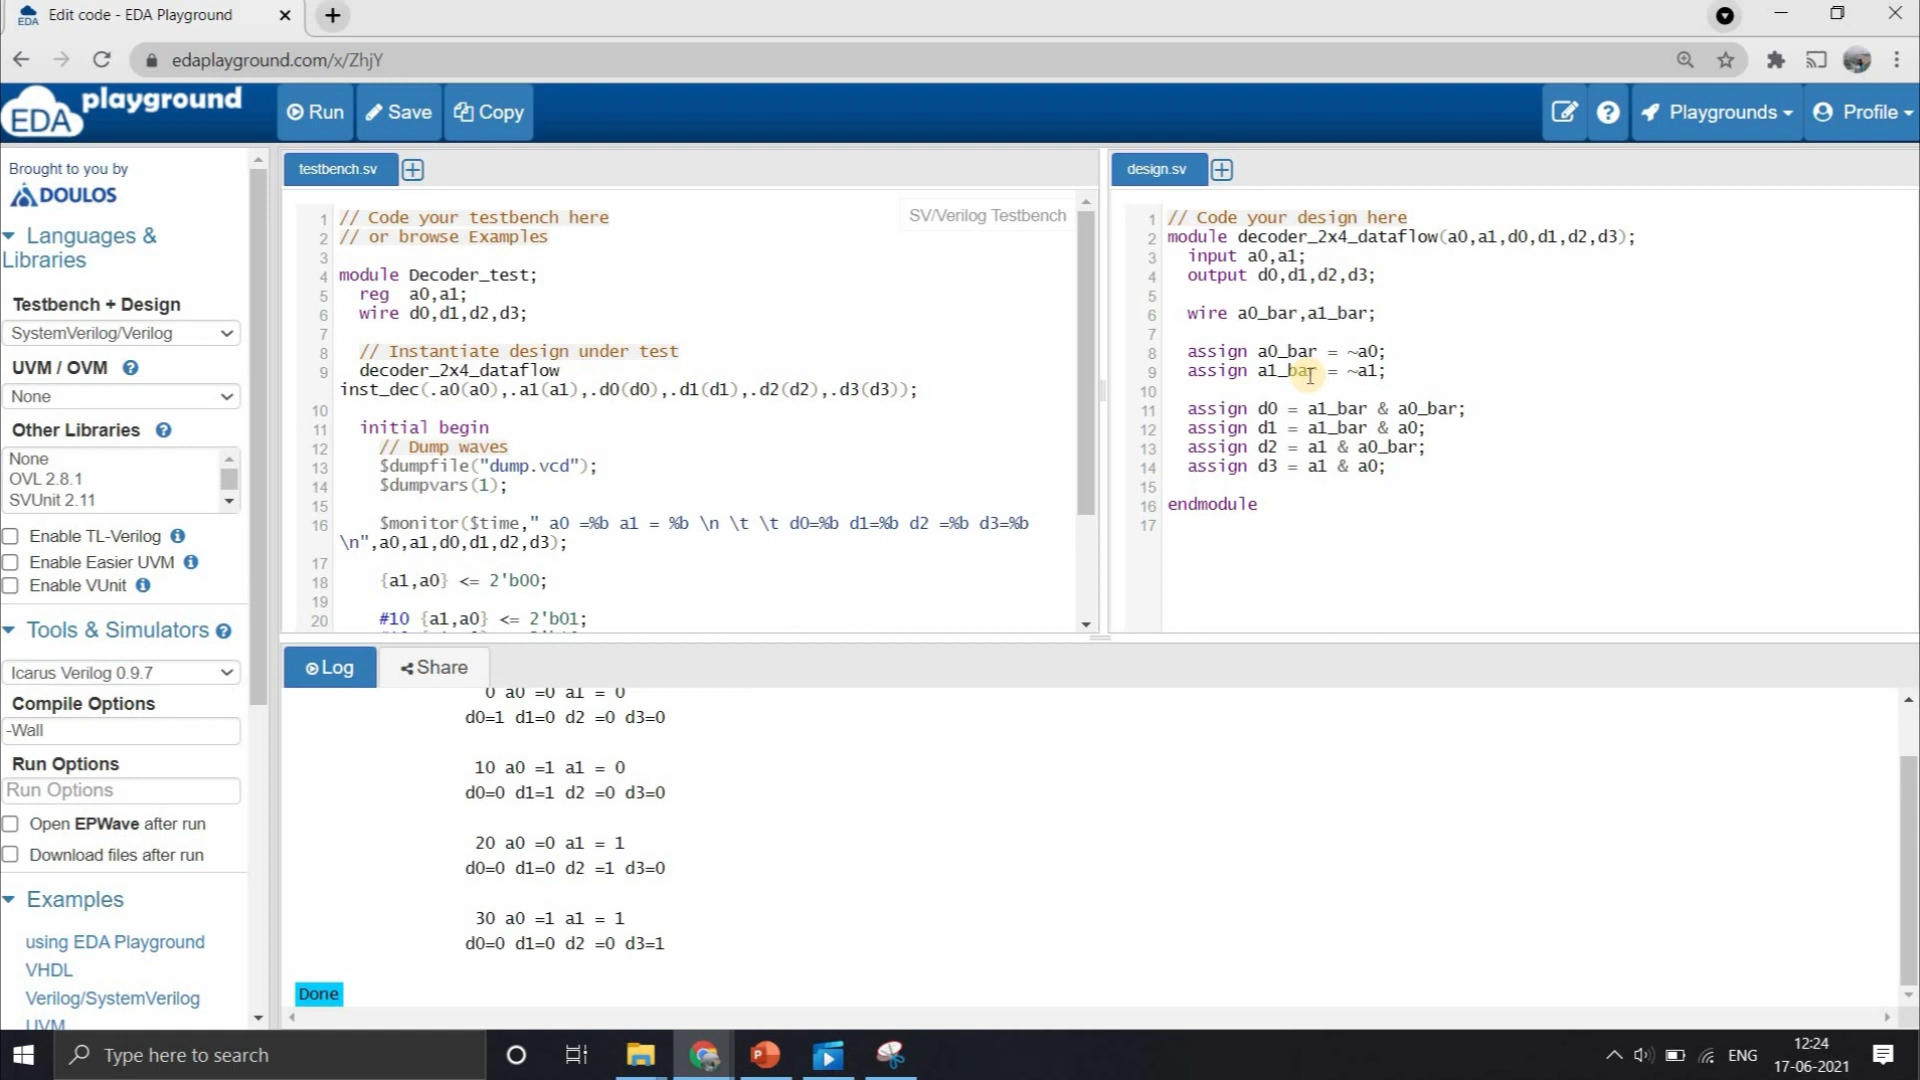 Edit code - EDA Playground
edaplayground.com/x/ZhjY
EDA playground
Run
Save
Copy
Playgrounds
Profile
Brought to you by
DOULOS
Languages &
Libraries
Testbench + Design
SystemVerilog/Verilog
UVM / OVM ?
None
Other Libraries ?
None
OVL 2.8.1
SVUnit 2.11
Enable TL-Verilog
Enable Easier UVM
Enable VUnit
Tools & Simulators ?
Icarus Verilog 0.9.7
Compile Options
-Wall
Run Options
Run Options
Open EPWave after run
Download files after run
Examples
using EDA Playground
VHDL
Verilog/SystemVerilog
UVM
testbench.sv
SV/Verilog Testbench
1 // Code your testbench here
2 // or browse Examples
3
4 module Decoder_test;
5 reg  a0,a1;
6 wire d0,d1,d2,d3;
7
8 // Instantiate design under test
9 decoder_2x4_dataflow
inst_dec(.a0(a0),.a1(a1),.d0(d0),.d1(d1),.d2(d2),.d3(d3));
10
11 initial begin
12 // Dump waves
13 $dumpfile("dump.vcd");
14 $dumpvars(1);
15
16 $monitor($time," a0 =%b a1 = %b \n \t \t d0=%b d1=%b d2 =%b d3=%b
\n",a0,a1,d0,d1,d2,d3);
17
18 {a1,a0} <= 2'b00;
19
20 #10 {a1,a0} <= 2'b01;
design.sv
1 // Code your design here
2 module decoder_2x4_dataflow(a0,a1,d0,d1,d2,d3);
3 input a0,a1;
4 output d0,d1,d2,d3;
5
6 wire a0_bar,a1_bar;
7
8 assign a0_bar = ~a0;
9 assign a1_bar = ~a1;
10
11 assign d0 = a1_bar & a0_bar;
12 assign d1 = a1_bar & a0;
13 assign d2 = a1 & a0_bar;
14 assign d3 = a1 & a0;
15
16 endmodule
17
Log
Share
0 a0 =0 a1 = 0
d0=1 d1=0 d2 =0 d3=0
10 a0 =1 a1 = 0
d0=0 d1=1 d2 =0 d3=0
20 a0 =0 a1 = 1
d0=0 d1=0 d2 =1 d3=0
30 a0 =1 a1 = 1
d0=0 d1=0 d2 =0 d3=1
Done
Type here to search
ENG
12:24
17-06-2021